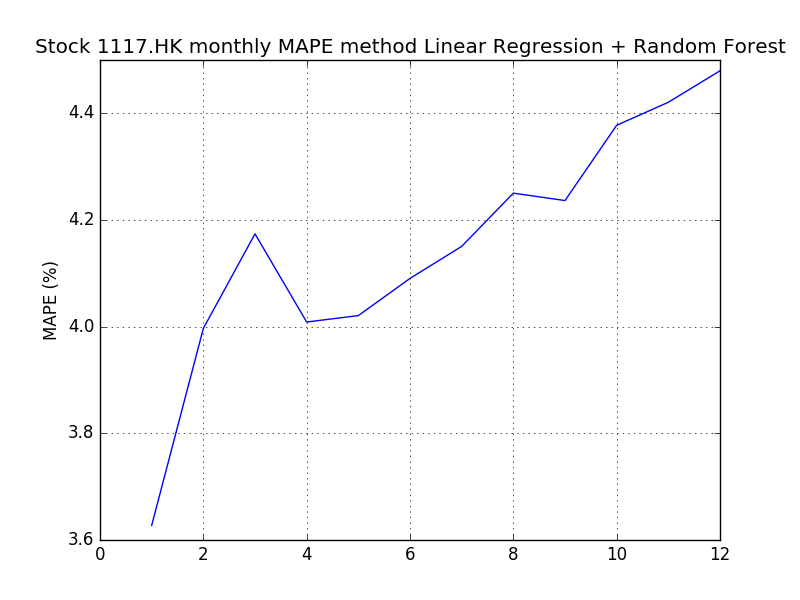 Stock 1117.HK monthly MAPE method Linear Regression + Random Forest
4.4
4.2
4.0
3.8
3.6
MAPE (%)
0 2 4 6 8 10 12